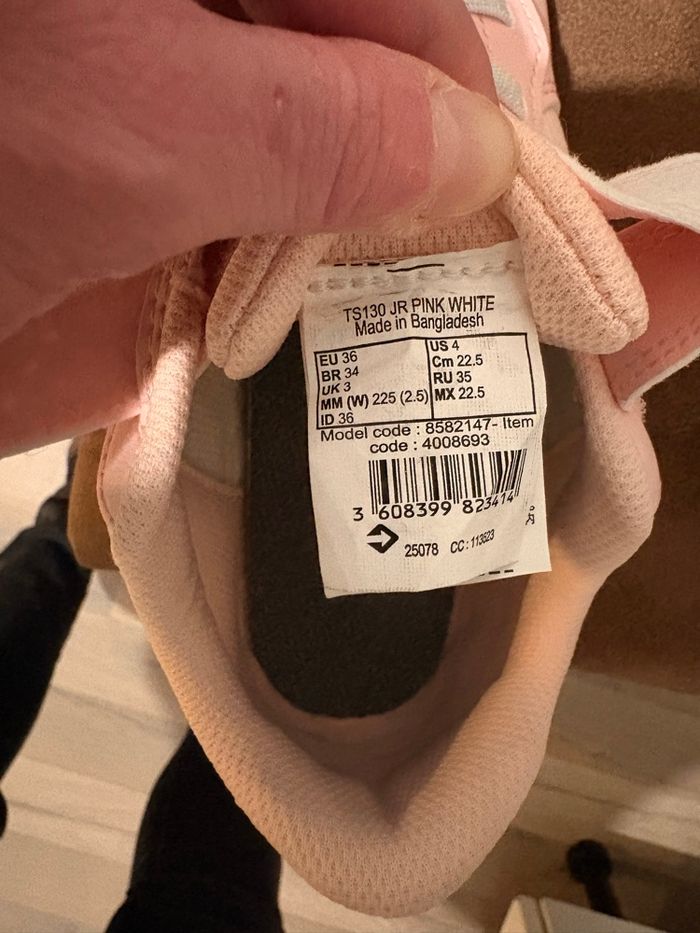 TS130 JR PINK WHITE
Made in Bangladesh
EU 36
BR 34
UK 3
MM (W) 225 (2.5)
ID 36
US 4
Cm 22.5
RU 35
MX 22.5
Model code : 8582147- Item
code : 4008693
3 608399 823414
25078 CC : 113623